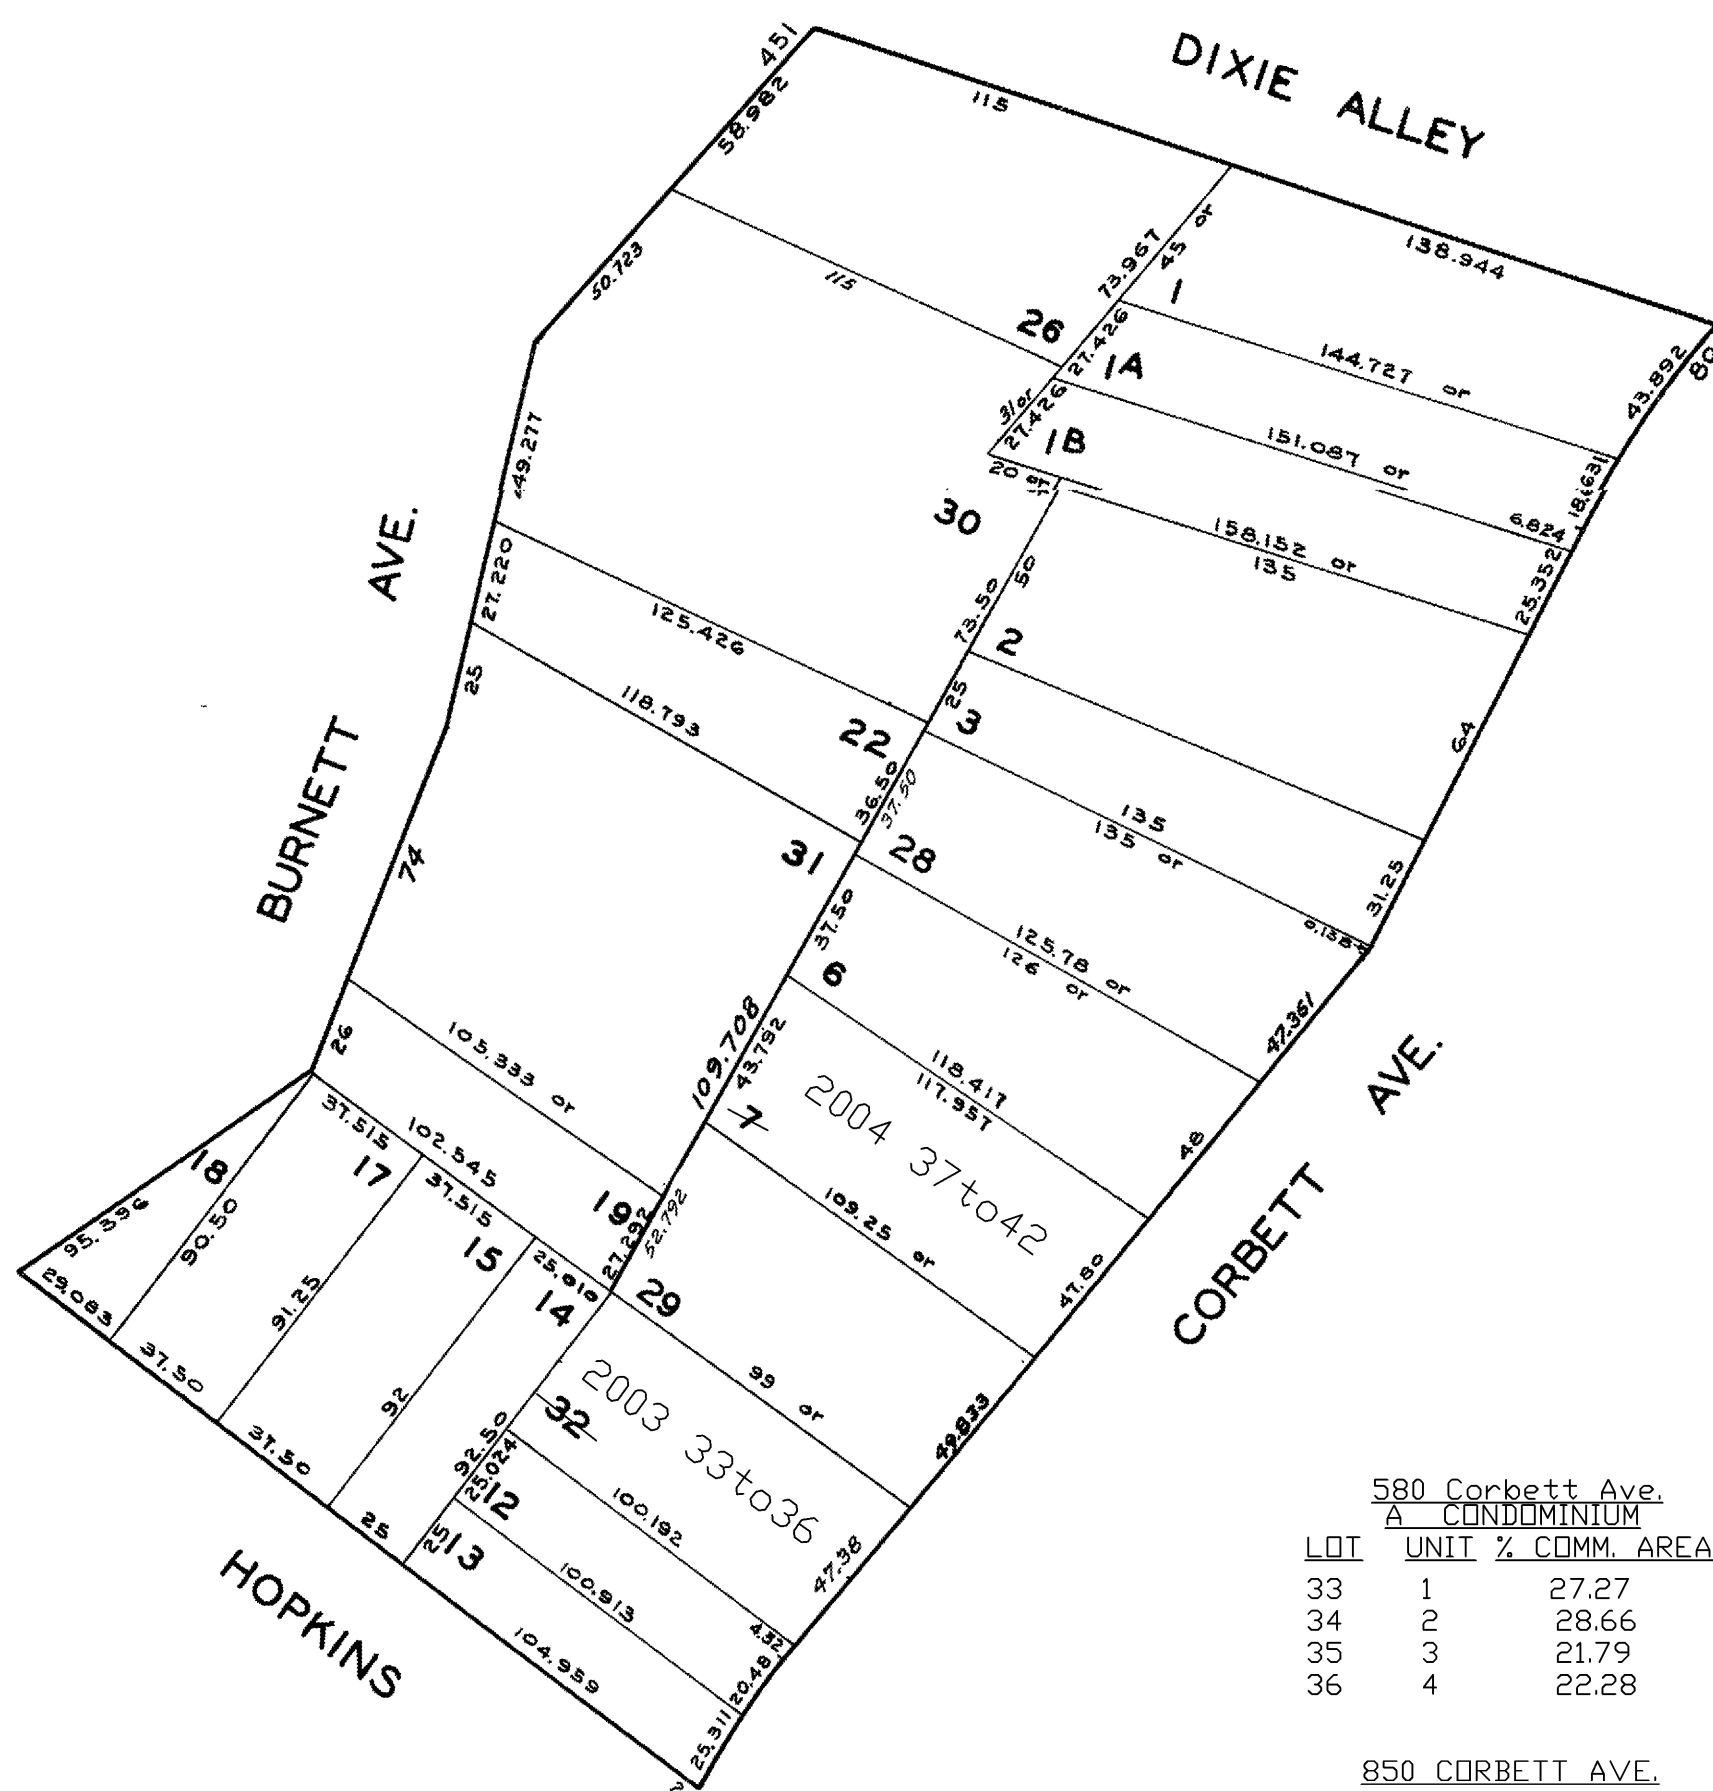 DIXIE ALLEY
451
58.982
115
50.723
115
73.967
45 or
138.944
1
26
27.426
1A
144.727 or
43.892
80
31 or
27.426
1B
151.087 or
18.631
20 or
6.824
49.277
30
158.152 or
135
25.352
AVE.
27.220
125.426
73.50
50
2
25
118.793
25
3
22
64
BURNETT
36.50
37.50
135
135 or
31
28
31.25
74
37.50
125.78 or
126 or
0.138
6
47.361
26
105.333 or
109.708
43.792
118.417
117.957
AVE.
7
2004 37to42
48
37.515
102.545
18
17
37.515
19
27.292
52.792
109.25 or
CORBETT
95.396
90.50
15
25.010
14
29
47.80
29.083
91.25
37.50
92
99 or
2003 33to36
32
49.833
37.50
92.50
25.024
12
100.192
47.38
25
25
13
100.913
4.32
HOPKINS
104.959
20.48
25.311
580 Corbett Ave.
A CONDOMINIUM
LOT UNIT % COMM. AREA
33 1 27.27
34 2 28.66
35 3 21.79
36 4 22.28
850 CORBETT AVE.